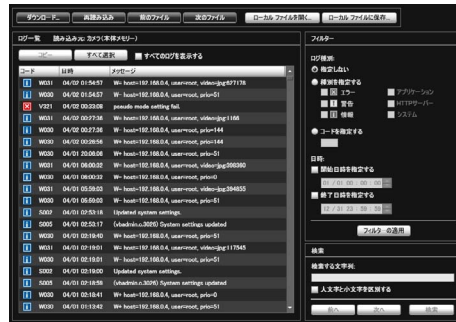 ダウンロード... 再読み込み 前のファイル 次のファイル ローカル ファイルを開く... ローカル ファイルに保存...
ログ一覧 読み込み元: カメラ(本体メモリー)
コピー すべて選択 すべてのログを表示する
コード 日時 メッセージ
W031 04/02 01:54:57 W- host=192.168.0.4, user=root, video=jpg:627178
W030 04/02 01:54:57 W- host=192.168.0.4, user=root, prio=51
V321 04/02 00:33:08 pseudo mode setting fail.
W031 04/02 00:27:36 W- host=192.168.0.4, user=root, video=jpg:1166
W030 04/02 00:27:36 W- host=192.168.0.4, user=root, prio=144
W030 04/02 00:26:56 W+ host=192.168.0.4, user=root, prio=144
W030 04/01 20:06:06 W+ host=192.168.0.4, user=root, prio=51
W031 04/01 06:00:32 W+ host=192.168.0.4, user=root, video=jpg:308360
W030 04/01 06:00:32 W+ host=192.168.0.4, user=root, prio=0
W031 04/01 05:59:03 W- host=192.168.0.4, user=root, video=jpg:394655
W030 04/01 05:59:03 W- host=192.168.0.4, user=root, prio=51
S002 04/01 02:53:18 Updated system settings.
S005 04/01 02:53:17 (vbadmin.o.3026) System settings updated
W030 04/01 02:19:40 W+ host=192.168.0.4, user=root, prio=51
W031 04/01 02:19:01 W- host=192.168.0.4, user=root, video=jpg:117545
W030 04/01 02:19:01 W- host=192.168.0.4, user=root, prio=51
S002 04/01 02:19:00 Updated system settings.
S005 04/01 02:18:59 (vbadmin.o.3026) System settings updated
W030 04/01 02:18:41 W+ host=192.168.0.4, user=root, prio=0
W030 04/01 01:13:42 W+ host=192.168.0.4, user=root, prio=51
フィルター
ログ種別:
指定しない
種別を指定する
エラー アプリケーション
警告 HTTPサーバー
情報 システム
コードを指定する
日時:
開始日時を指定する
01 / 01 00 : 00 : 00
終了日時を指定する
12 / 31 23 : 59 : 59
フィルターの適用
検索
検索する文字列:
大文字と小文字を区別する
前へ 次へ 検索